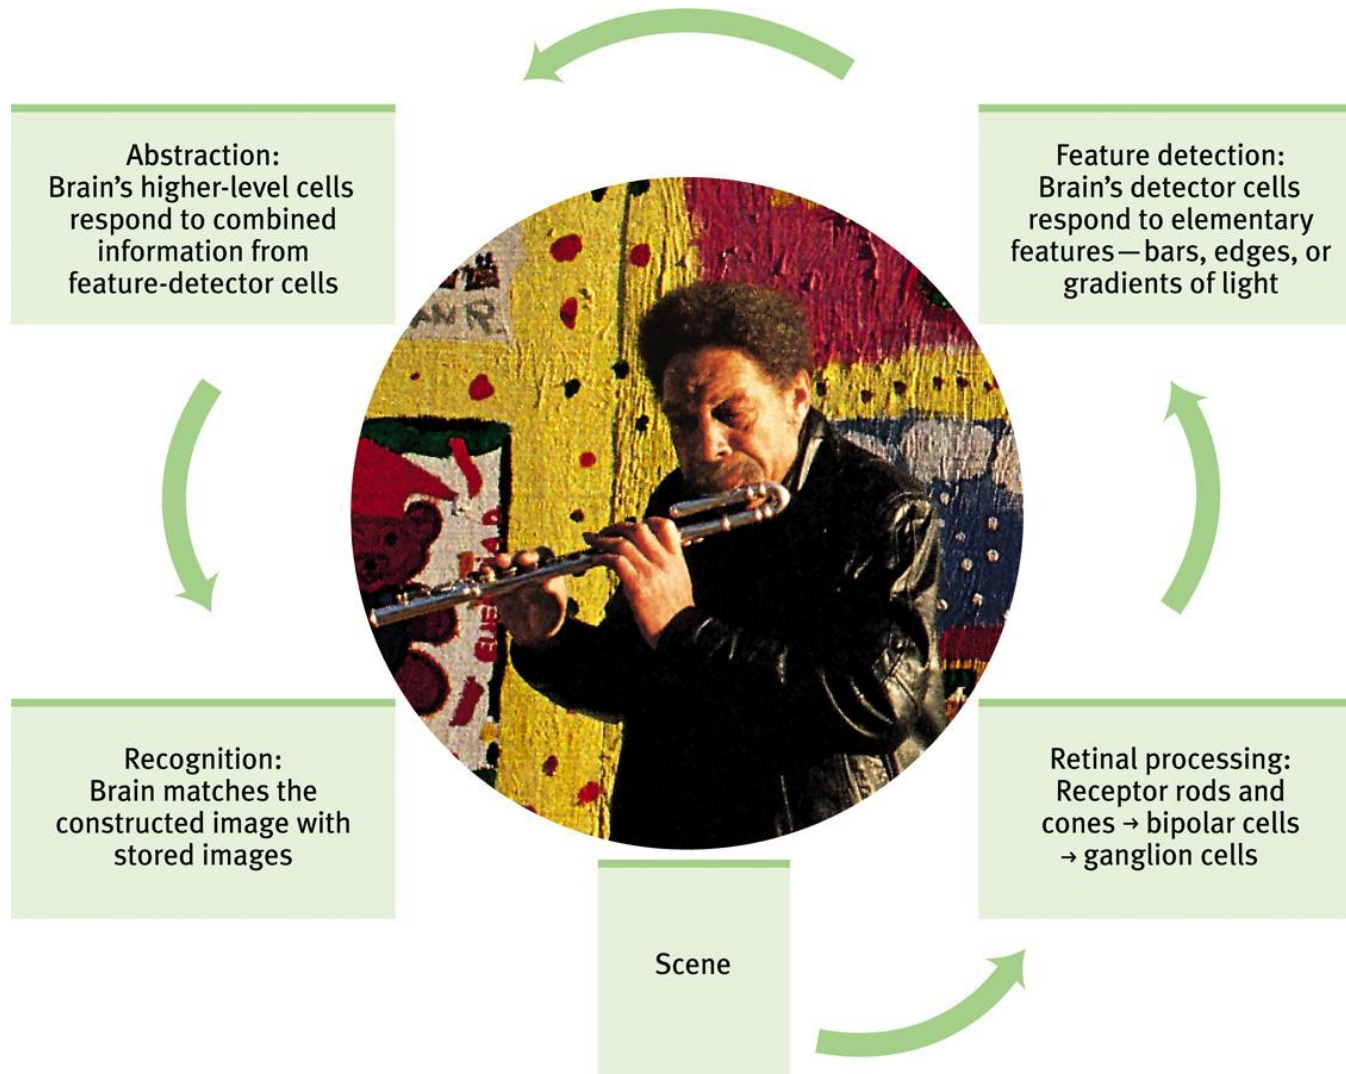 Abstraction:
Brain’s higher-level cells
respond to combined
information from
feature-detector cells
Feature detection:
Brain’s detector cells
respond to elementary
features—bars, edges, or
gradients of light
AN R.
Recognition:
Brain matches the
constructed image with
stored images
Retinal processing:
Receptor rods and
cones → bipolar cells
→ ganglion cells
Scene